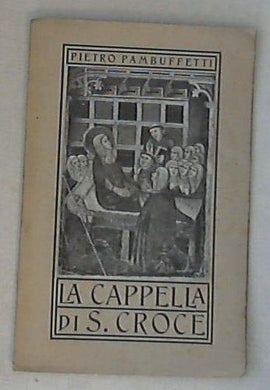 PIETRO PAMBUFFETTI
LA CAPPELLA
DI S. CROCE